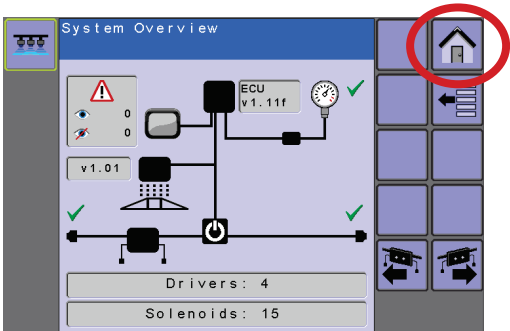 System Overview
0
0
ECU
v1.11f
v1.01
Drivers: 4
Solenoids: 15